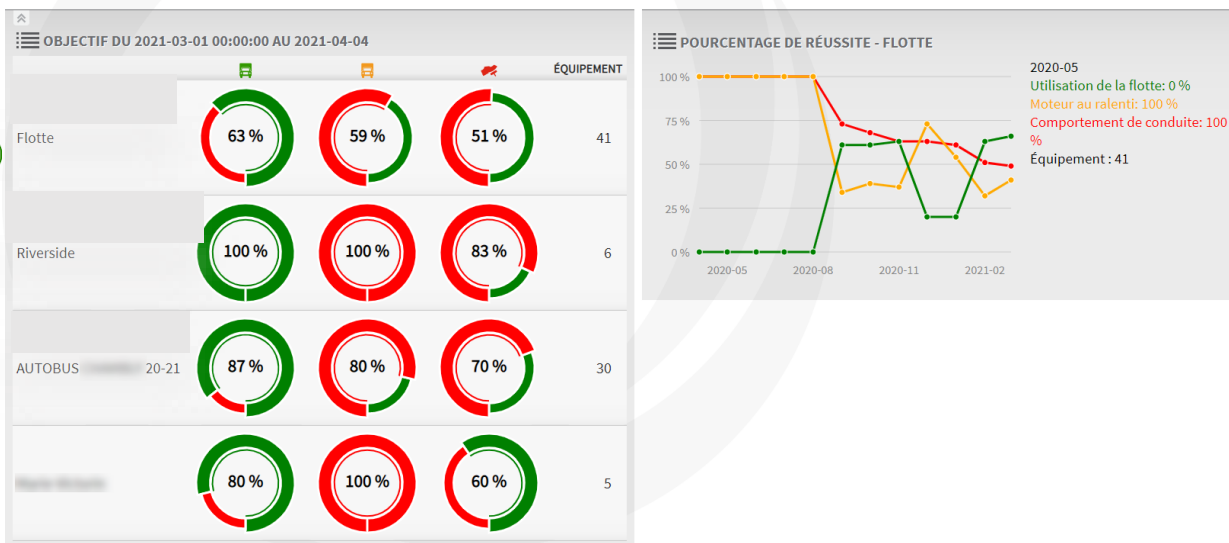 OBJECTIF DU 2021-03-01 00:00:00 AU 2021-04-04
ÉQUIPEMENT
Flotte 63 % 59 % 51 % 41
Riverside 100 % 100 % 83 % 6
AUTOBUS 20-21 87 % 80 % 70 % 30
80 % 100 % 60 % 5
POURCENTAGE DE RÉUSSITE - FLOTTE
100 %
75 %
50 %
25 %
0 %
2020-05 2020-08 2020-11 2021-02
2020-05
Utilisation de la flotte: 0 %
Moteur au ralenti: 100 %
Comportement de conduite: 100
%
Équipement : 41